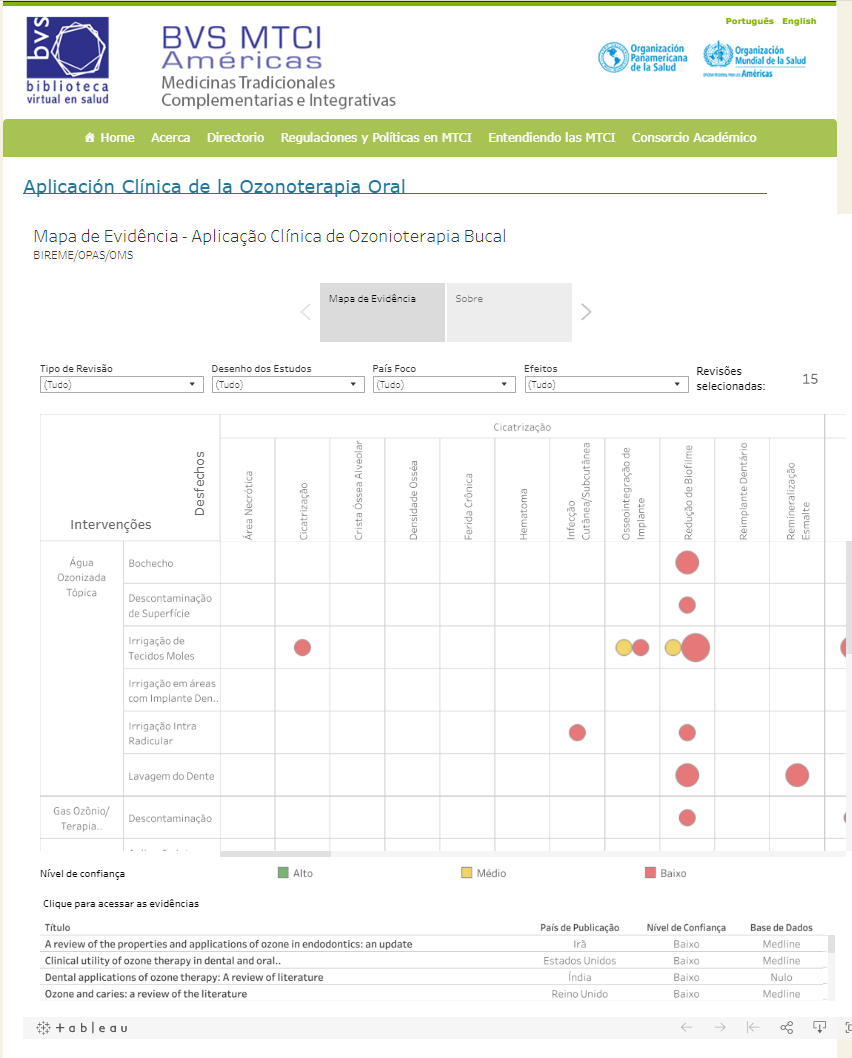 Português English
bvs
biblioteca
virtual en salud
BVS MTCI
Américas
Medicinas Tradicionales
Complementarias e Integrativas
Organización
Panamericana
de la Salud
Organización
Mundial de la Salud
Américas
Home Acerca Directorio Regulaciones y Políticas en MTCI Entendiendo las MTCI Consorcio Académico
Aplicación Clínica de la Ozonoterapia Oral
Mapa de Evidência - Aplicação Clínica de Ozonioterapia Bucal
BIREME/OPAS/OMS
Mapa de Evidência
Sobre
Tipo de Revisão
(Tudo)
Desenho dos Estudos
(Tudo)
País Foco
(Tudo)
Efeitos
(Tudo)
Revisões
selecionadas:
15
Cicatrização
Desfechos
Intervenções
Área Necrótica
Cicatrização
Crista Óssea Alveolar
Densidade Osséa
Ferida Crônica
Hematoma
Infecção
Cutânea/Subcutânea
Osseointegração de
Implante
Redução de Biofilme
Reimplante Dentário
Remineralização
Esmalte
Água
Ozonizada
Tópica
Bochecho
Descontaminação
de Superfície
Irrigação de
Tecidos Moles
Irrigação em áreas
com Implante Den..
Irrigação Intra
Radicular
Lavagem do Dente
Gas Ozônio/
Terapia..
Descontaminação
Nível de confiança
Alto
Médio
Baixo
Clique para acessar as evidências
Título País de Publicação Nível de Confiança Base de Dados
A review of the properties and applications of ozone in endodontics: an update Irã Baixo Medline
Clinical utility of ozone therapy in dental and oral.. Estados Unidos Baixo Medline
Dental applications of ozone therapy: A review of literature Índia Baixo Nulo
Ozone and caries: a review of the literature Reino Unido Baixo Medline
+ a b l e a u